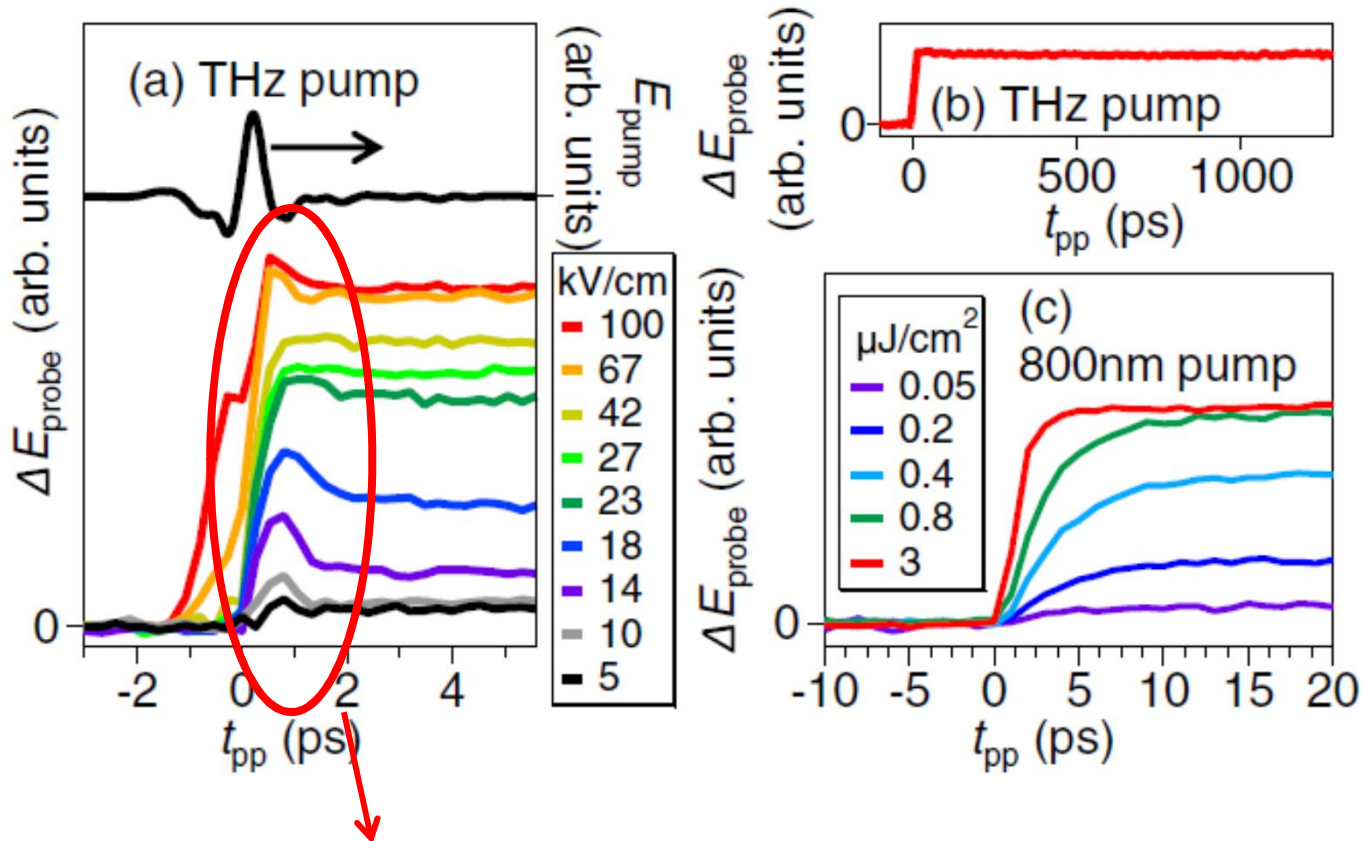 (a) THz pump
ΔE_probe (arb. units)
E_pump
(arb. units)
0
-2 0 2 4
t_pp (ps)
kV/cm
100
67
42
27
23
18
14
10
5
ΔE_probe
(arb. units)
0
(b) THz pump
0 500 1000
t_pp (ps)
ΔE_probe (arb. units)
0
µJ/cm²
0.05
0.2
0.4
0.8
3
(c)
800nm pump
-10 -5 0 5 10 15 20
t_pp (ps)